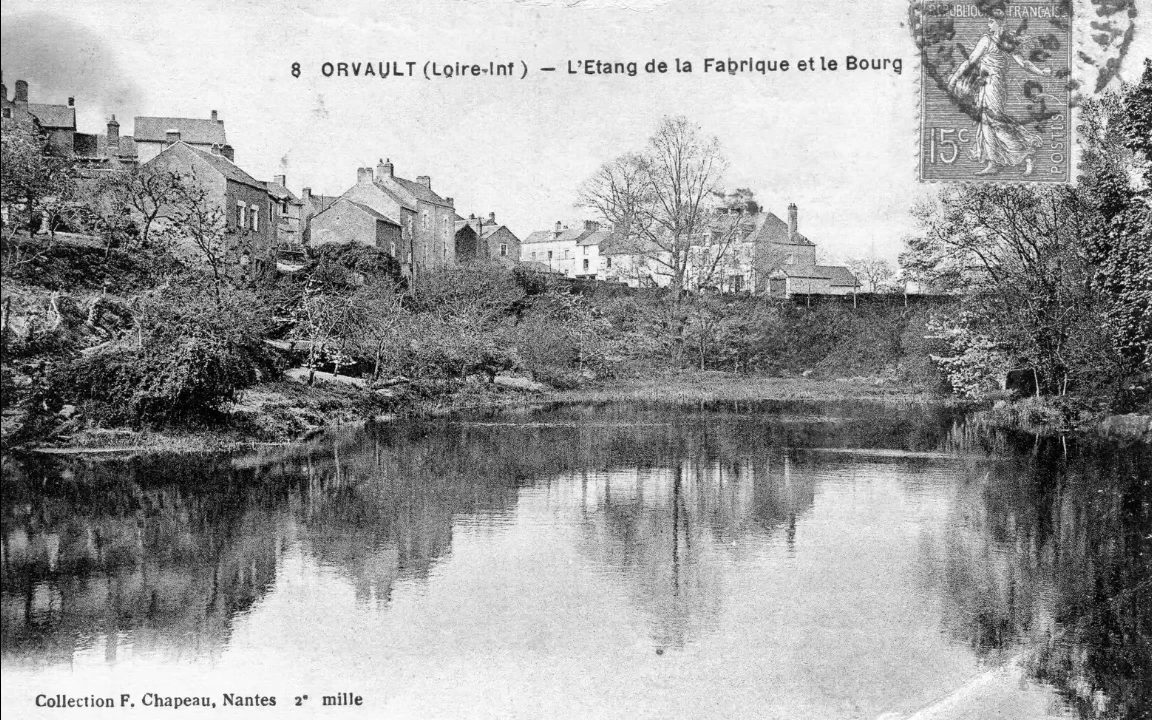 RÉPUBLIQUE FRANÇAISE
8 ORVAULT (Loire-Inf) — L'Etang de la Fabrique et le Bourg
15c
POSTES
Collection F. Chapeau, Nantes 2e mille